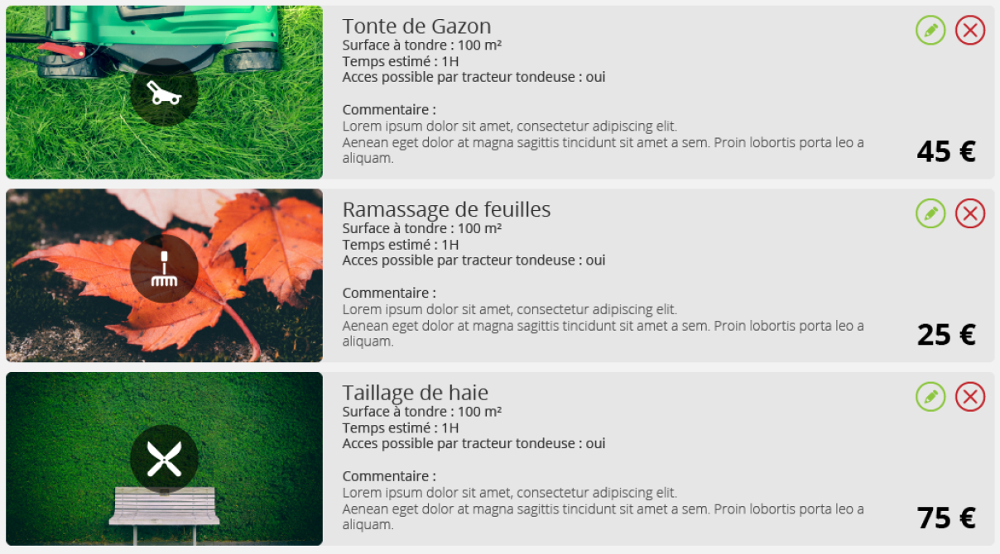 Tonte de Gazon
Surface à tondre : 100 m²
Temps estimé : 1H
Acces possible par tracteur tondeuse : oui
Commentaire :
Lorem ipsum dolor sit amet, consectetur adipiscing elit.
Aenean eget dolor at magna sagittis tincidunt sit amet a sem. Proin lobortis porta leo a
aliquam.
45 €
Ramassage de feuilles
Surface à tondre : 100 m²
Temps estimé : 1H
Acces possible par tracteur tondeuse : oui
Commentaire :
Lorem ipsum dolor sit amet, consectetur adipiscing elit.
Aenean eget dolor at magna sagittis tincidunt sit amet a sem. Proin lobortis porta leo a
aliquam.
25 €
Taillage de haie
Surface à tondre : 100 m²
Temps estimé : 1H
Acces possible par tracteur tondeuse : oui
Commentaire :
Lorem ipsum dolor sit amet, consectetur adipiscing elit.
Aenean eget dolor at magna sagittis tincidunt sit amet a sem. Proin lobortis porta leo a
aliquam.
75 €